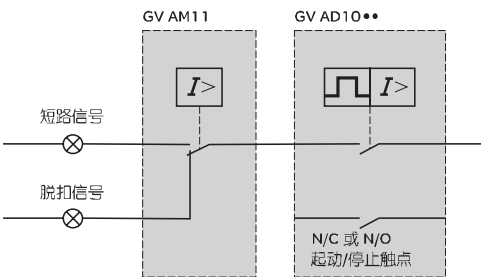 GV AM11
GV AD10••
I>
I>
短路信号
脱扣信号
N/C 或 N/O
起动/停止触点